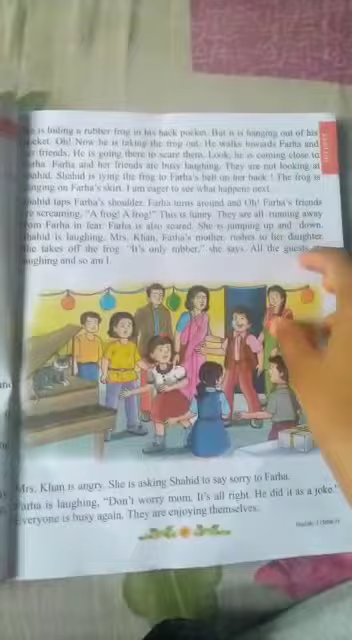 is hiding a rubber frog in his back pocket. But it is hanging out of his
pocket. Oh! Now he is taking the frog out. He walks towards Farha and
her friends. He is going there to scare them. Look, he is coming close to
Farha. Farha and her friends are busy laughing. They are not looking at
Shahid. Shahid is tying the frog to Farha's belt on her back! The frog is
hanging on Farha's skirt. I am eager to see what happens next.
Shahid taps Farha's shoulder. Farha turns around and Oh! Farha's friends
are screaming, "A frog! A frog!" This is funny. They are all running away
from Farha in fear. Farha is also scared. She is jumping up and down.
Shahid is laughing. Mrs. Khan, Farha's mother, rushes to her daughter.
She takes off the frog. "It's only rubber," she says. All the guests
laughing and so am I.
Mrs. Khan is angry. She is asking Shahid to say sorry to Farha.
Farha is laughing, "Don't worry mom. It's all right. He did it as a joke."
Everyone is busy again. They are enjoying themselves.